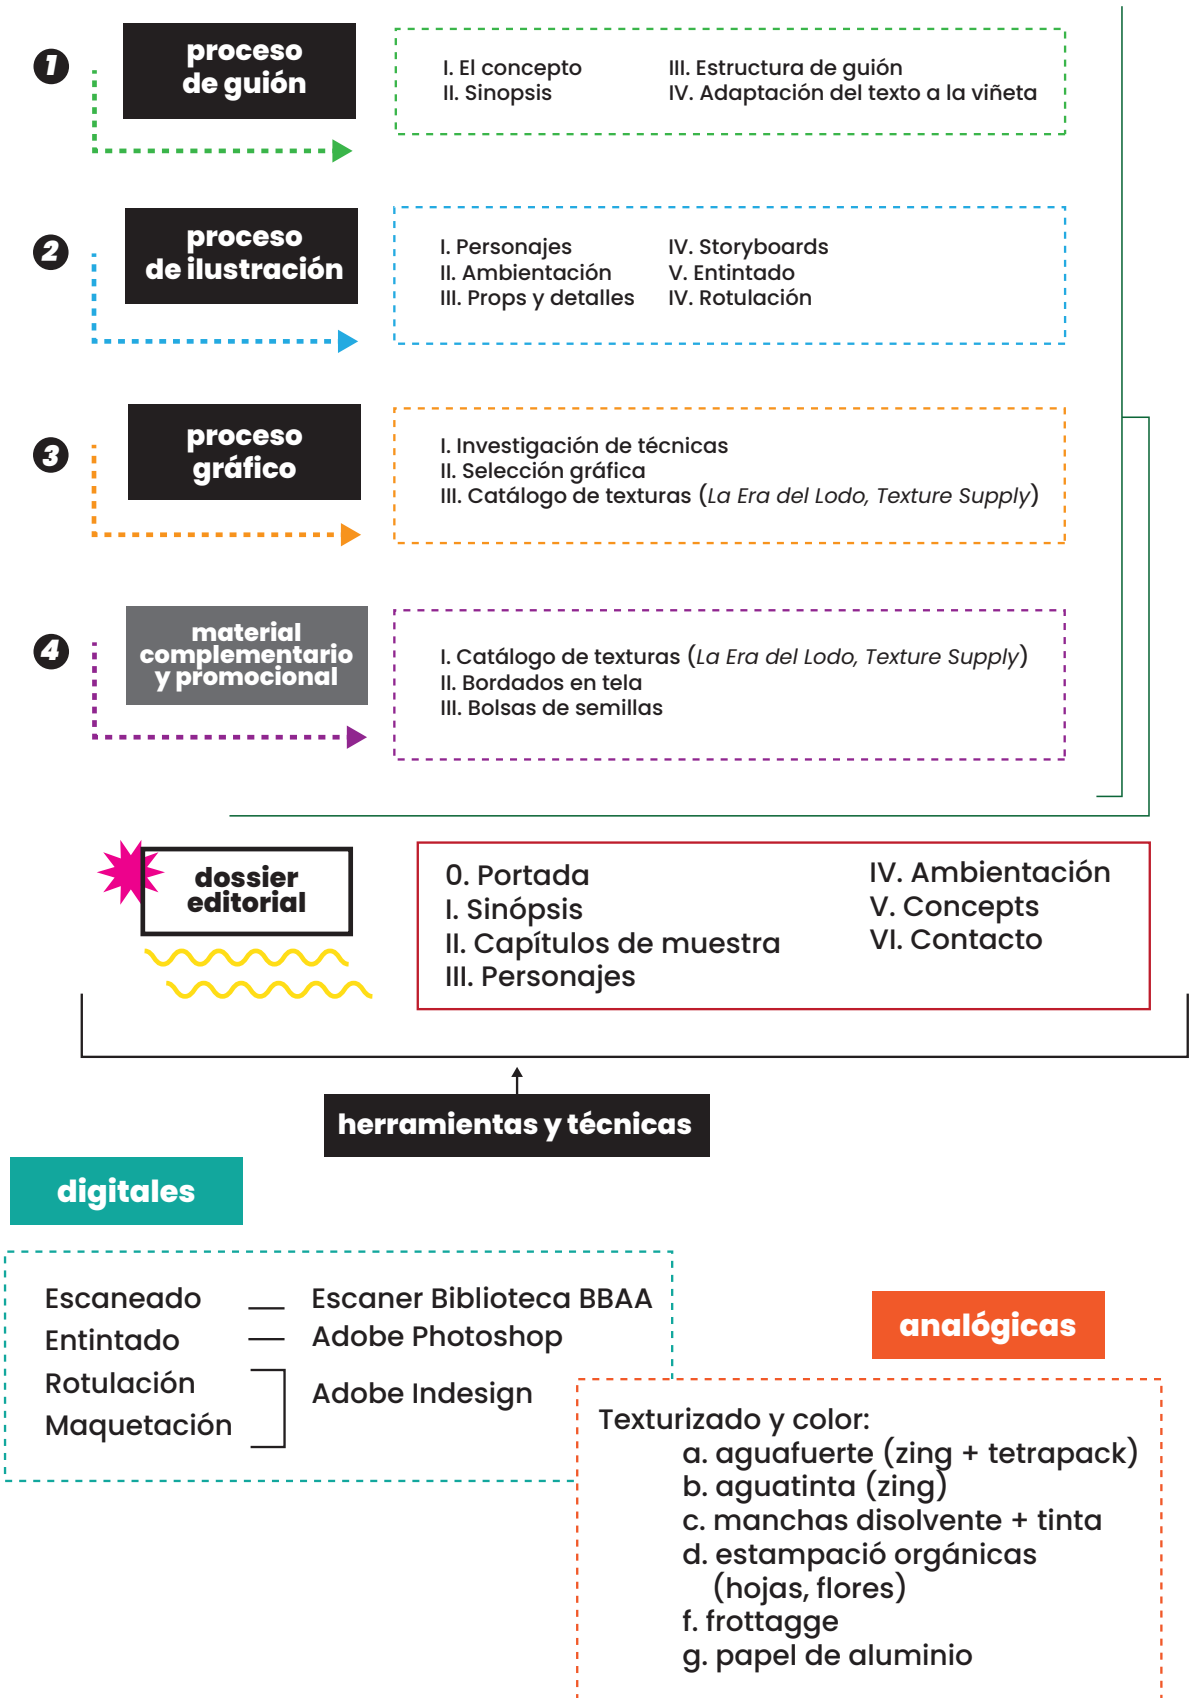 1
proceso
de guión
I. El concepto
II. Sinopsis
III. Estructura de guión
IV. Adaptación del texto a la viñeta
2
proceso
de ilustración
I. Personajes
II. Ambientación
III. Props y detalles
IV. Storyboards
V. Entintado
IV. Rotulación
3
proceso
gráfico
I. Investigación de técnicas
II. Selección gráfica
III. Catálogo de texturas (La Era del Lodo, Texture Supply)
4
material
complementario
y promocional
I. Catálogo de texturas (La Era del Lodo, Texture Supply)
II. Bordados en tela
III. Bolsas de semillas
dossier
editorial
0. Portada
I. Sinópsis
II. Capítulos de muestra
III. Personajes
IV. Ambientación
V. Concepts
VI. Contacto
herramientas y técnicas
digitales
Escaneado
Escaner Biblioteca BBAA
Entintado
Adobe Photoshop
Rotulación
Maquetación
Adobe Indesign
analógicas
Texturizado y color:
a. aguafuerte (zing + tetrapack)
b. aguatinta (zing)
c. manchas disolvente + tinta
d. estampació orgánicas
(hojas, flores)
f. frottagge
g. papel de aluminio